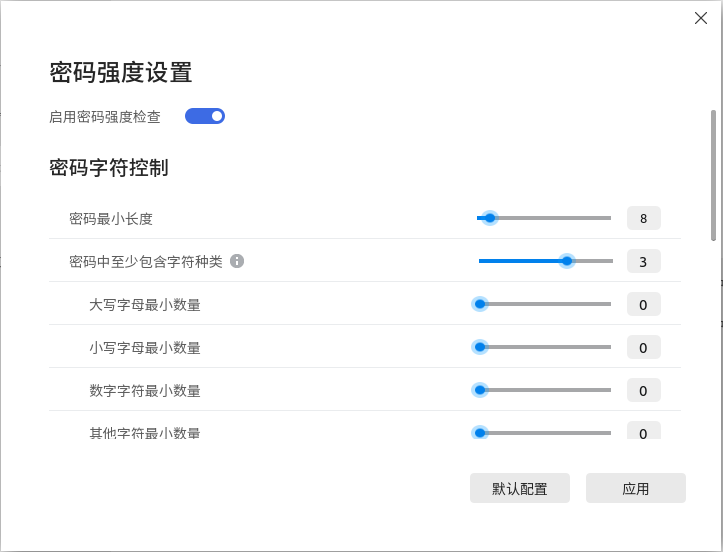 密码强度设置
启用密码强度检查
密码字符控制
密码最小长度 8
密码中至少包含字符种类 3
大写字母最小数量 0
小写字母最小数量 0
数字字符最小数量 0
其他字符最小数量 0
默认配置 应用